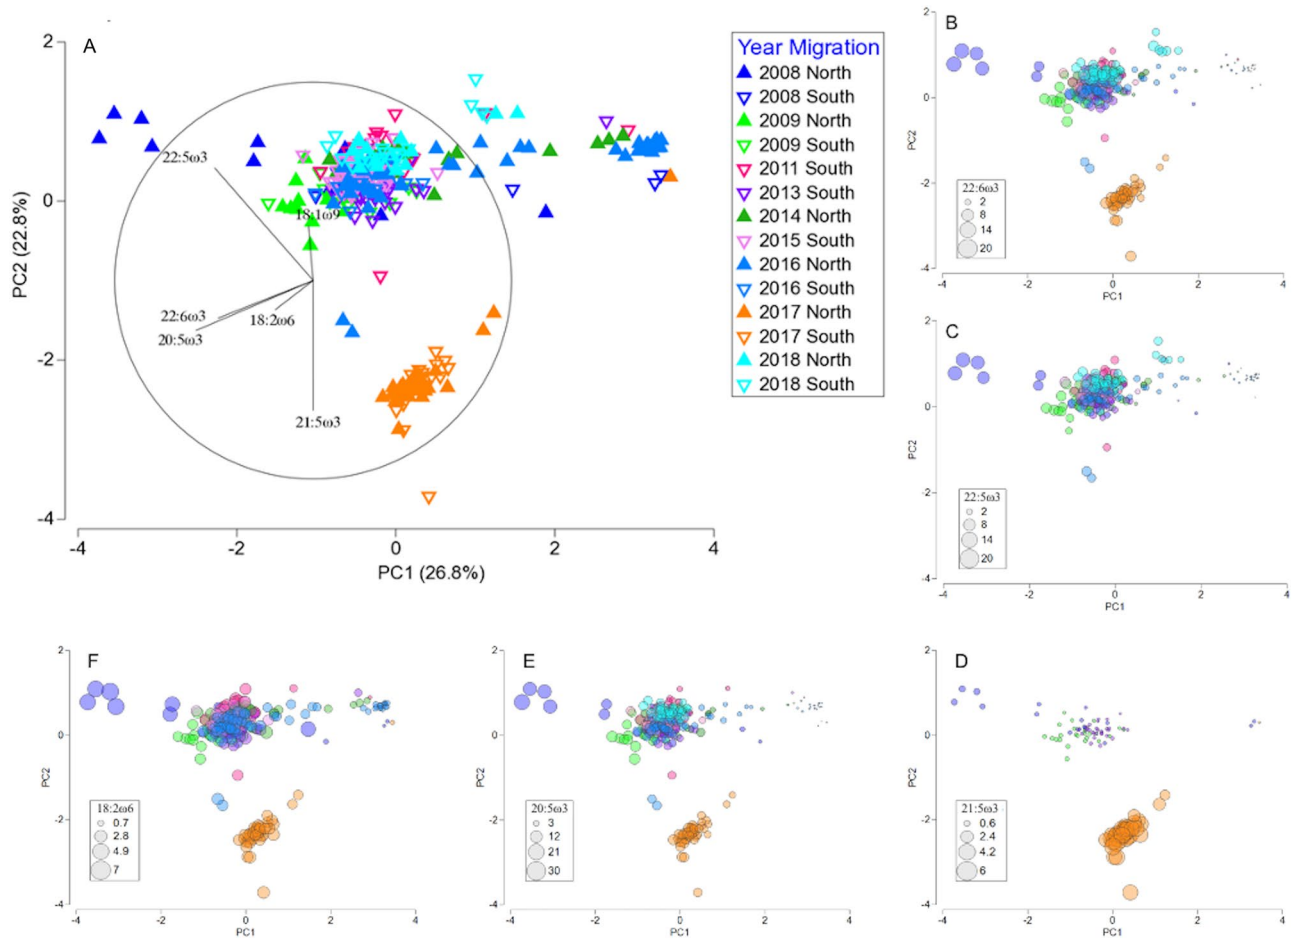 A
2
0
-2
-4
PC2 (22.8%)
-4
-2
0
2
4
PC1 (26.8%)
22:5ω3
18:1ω9
22:6ω3
20:5ω3
18:2ω6
21:5ω3
Year Migration
2008 North
2008 South
2009 North
2009 South
2011 South
2013 South
2014 North
2015 South
2016 North
2016 South
2017 North
2017 South
2018 North
2018 South
B
2
0
-2
-4
PC2
22:6ω3
2
8
14
20
-4
-2
0
2
4
PC1
C
2
0
-2
-4
PC2
22:5ω3
2
8
14
20
-4
-2
0
2
4
PC1
F
2
0
-2
-4
PC2
18:2ω6
0.7
2.8
4.9
7
-4
-2
0
2
4
PC1
E
2
0
-2
-4
PC2
20:5ω3
3
12
21
30
-4
-2
0
2
4
PC1
D
2
0
-2
-4
PC2
21:5ω3
0.6
2.4
4.2
6
-4
-2
0
2
4
PC1